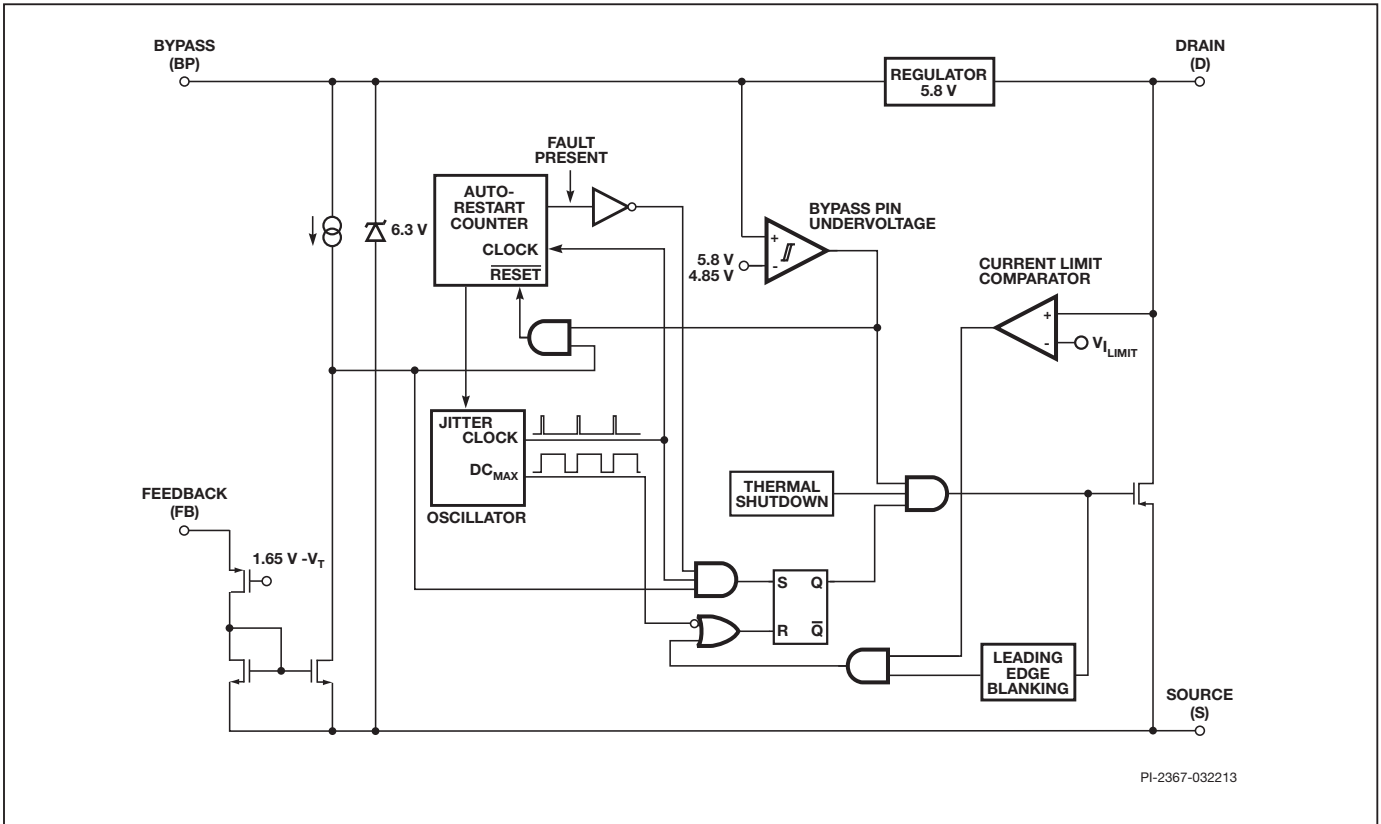 BYPASS
(BP)
DRAIN
(D)
REGULATOR
5.8 V
FAULT
PRESENT
AUTO-
RESTART
COUNTER
CLOCK
RESET
6.3 V
BYPASS PIN
UNDERVOLTAGE
+
-
5.8 V
4.85 V
CURRENT LIMIT
COMPARATOR
+
-
VILIMIT
JITTER
CLOCK
DCMAX
OSCILLATOR
THERMAL
SHUTDOWN
FEEDBACK
(FB)
1.65 V -VT
S Q
R Q
LEADING
EDGE
BLANKING
SOURCE
(S)
PI-2367-032213